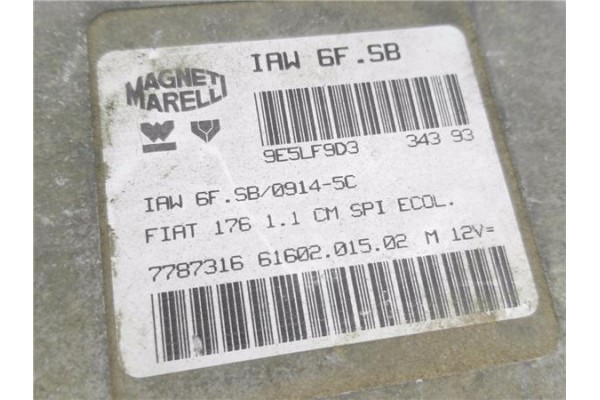 MAGNETI
MARELLI
IAW 6F.SB
9E5LF9D3 343 93
IAW 6F.SB/0914-5C
FIAT 176 1.1 CM SPI ECOL.
7787316 61602.015.02 M 12V=